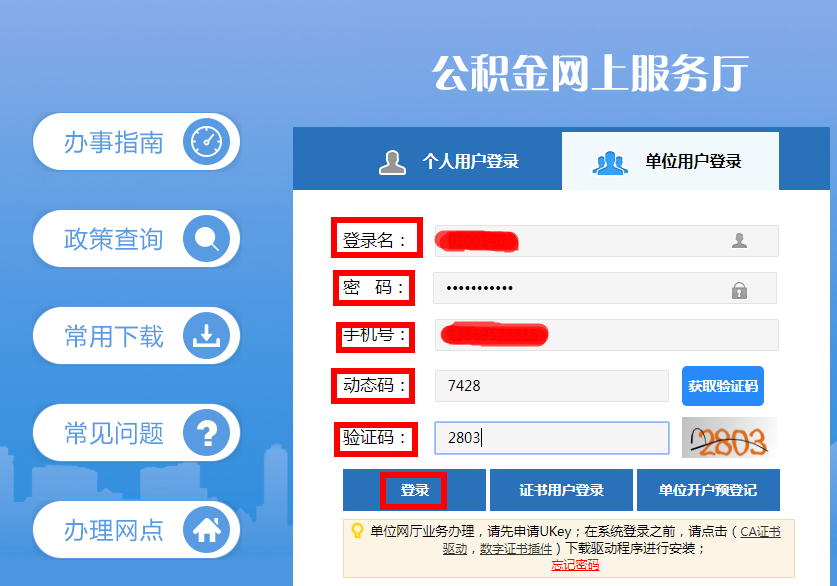 公积金网上服务厅
办事指南
政策查询
常用下载
常见问题
办理网点
个人用户登录
单位用户登录
登录名：
密 码： •••••••••••
手机号：
动态码： 7428 获取验证码
验证码： 2803 2803
登录 证书用户登录 单位开户预登记
单位网厅业务办理，请先申请UKey；在系统登录之前，请点击（CA证书
驱动，数字证书插件）下载驱动程序进行安装；
忘记密码